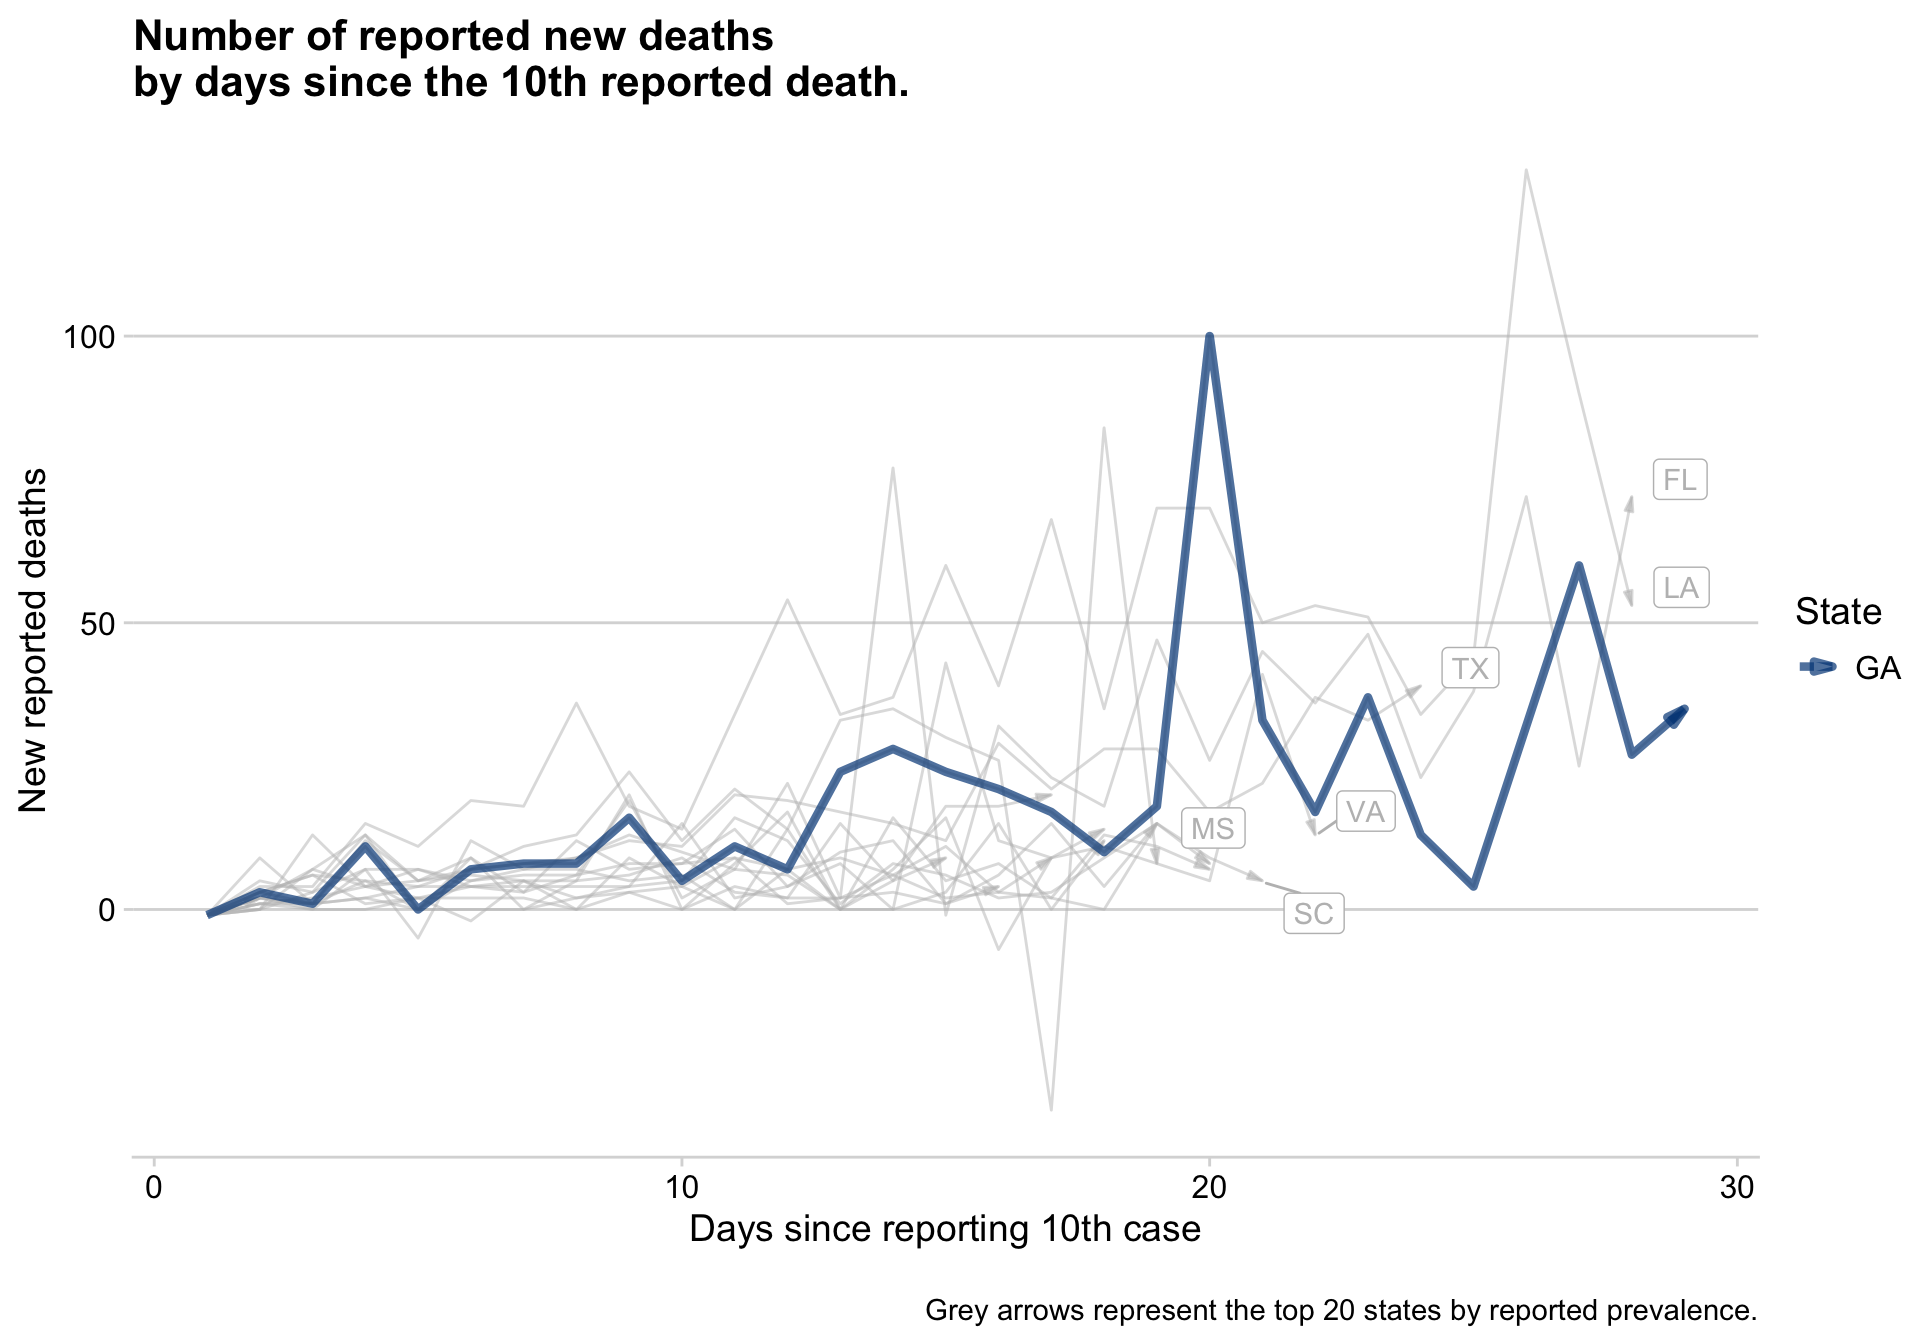 Number of reported new deaths
by days since the 10th reported death.
New reported deaths
100
50
0
FL
LA
TX
VA
MS
SC
State
GA
0
10
20
30
Days since reporting 10th case
Grey arrows represent the top 20 states by reported prevalence.